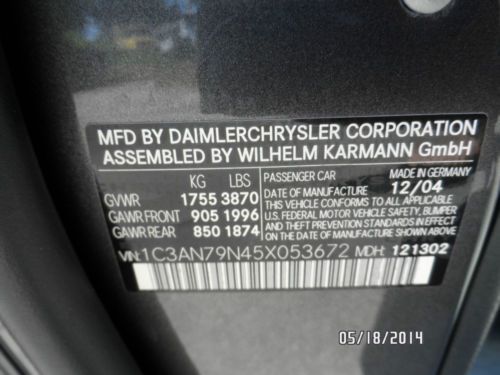 MFD BY DAIMLERCHRYSLER CORPORATION
ASSEMBLED BY WILHELM KARMANN GmbH
KG LBS
GVWR 1755 3870
GAWR FRONT 905 1996
GAWR REAR 850 1874
PASSENGER CAR MADE IN GERMANY
DATE OF MANUFACTURE 12/04
THIS VEHICLE CONFORMS TO ALL APPLICABLE
U.S. FEDERAL MOTOR VEHICLE SAFETY, BUMPER
AND THEFT PREVENTION STANDARDS IN EFFECT
ON THE DATE OF MANUFACTURE SHOWN ABOVE
VIN: 1C3AN79N45X053672 MDH: 121302
05/18/2014